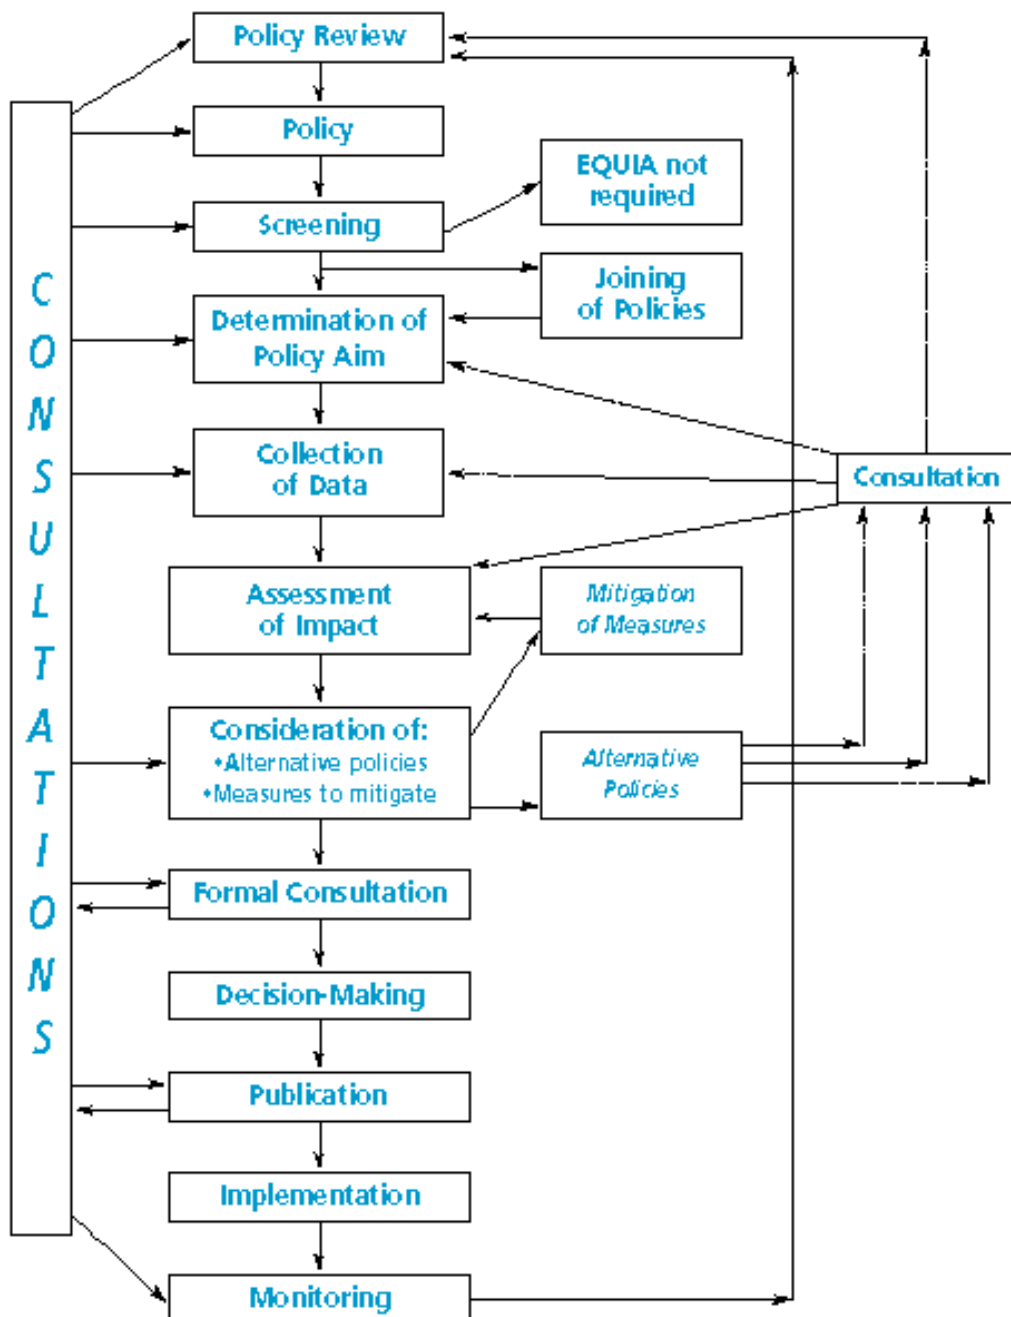 CONSULTATIONS
Policy Review
Policy
EQUIA not
required
Screening
Joining
of Policies
Determination of
Policy Aim
Collection
of Data
Consultation
Assessment
of Impact
Mitigation
of Measures
Consideration of:
•Alternative policies
•Measures to mitigate
Alternative
Policies
Formal Consultation
Decision-Making
Publication
Implementation
Monitoring